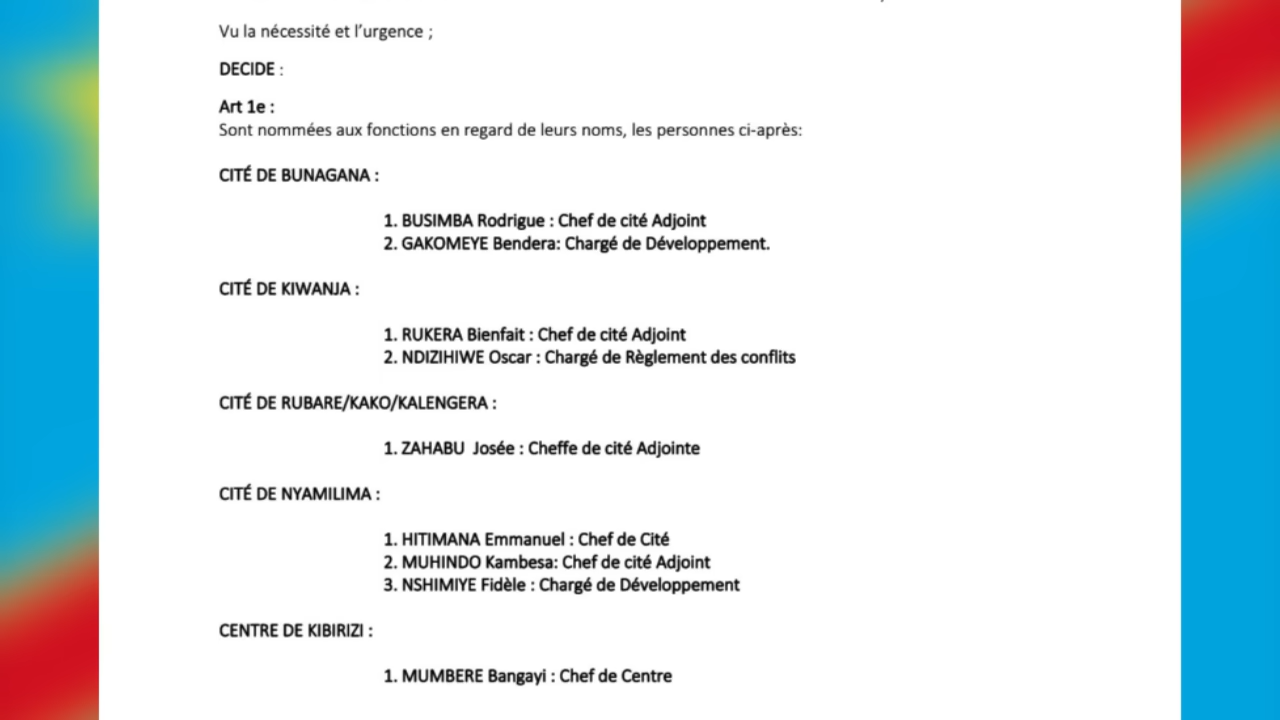 Vu la nécessité et l’urgence ;
DECIDE :
Art 1e :
Sont nommées aux fonctions en regard de leurs noms, les personnes ci-après:
CITÉ DE BUNAGANA :
1. BUSIMBA Rodrigue : Chef de cité Adjoint
2. GAKOMEYE Bendera: Chargé de Développement.
CITÉ DE KIWANJA :
1. RUKERA Bienfait : Chef de cité Adjoint
2. NDIZIHIWE Oscar : Chargé de Règlement des conflits
CITÉ DE RUBARE/KAKO/KALENGERA :
1. ZAHABU  Josée : Cheffe de cité Adjointe
CITÉ DE NYAMILIMA :
1. HITIMANA Emmanuel : Chef de Cité
2. MUHINDO Kambesa: Chef de cité Adjoint
3. NSHIMIYE Fidèle : Chargé de Développement
CENTRE DE KIBIRIZI :
1. MUMBERE Bangayi : Chef de Centre